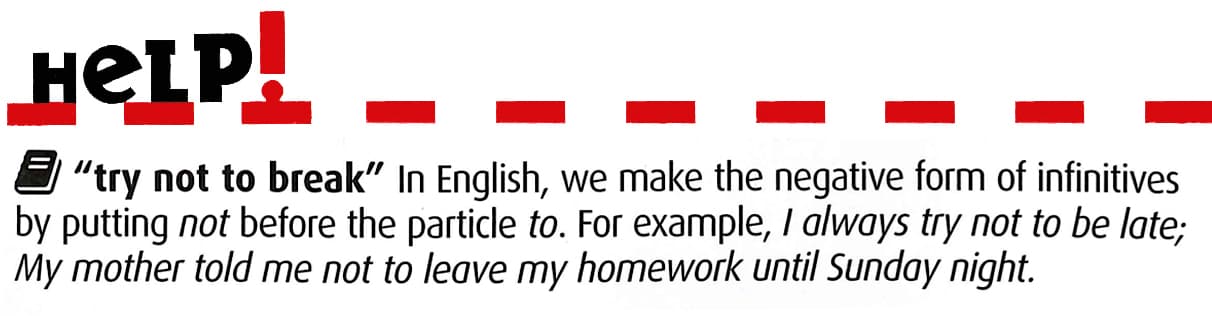 HeLP!
"try not to break" In English, we make the negative form of infinitives
by putting not before the particle to. For example, I always try not to be late;
My mother told me not to leave my homework until Sunday night.